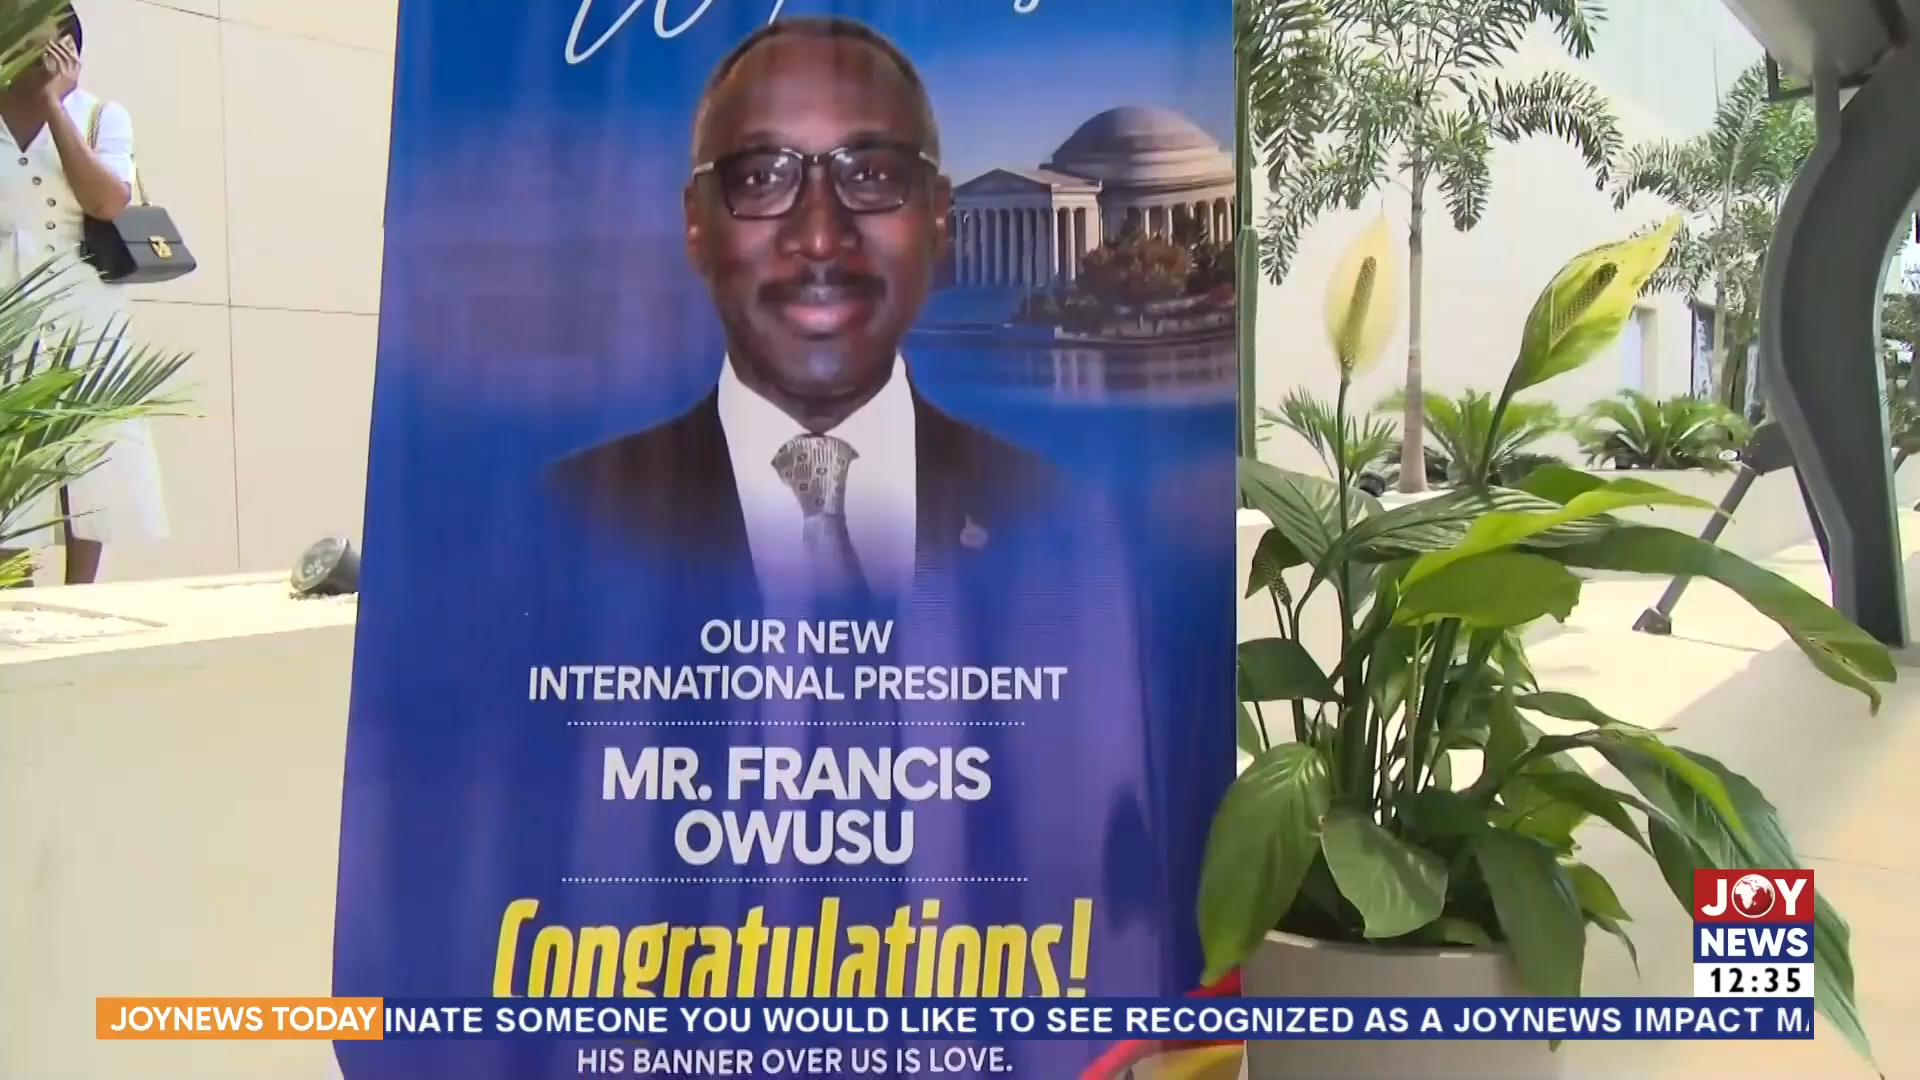 OUR NEW
INTERNATIONAL PRESIDENT
MR. FRANCIS
OWUSU
Congratulations!
JOY
NEWS
12:35
JOYNEWS TODAY
INATE SOMEONE YOU WOULD LIKE TO SEE RECOGNIZED AS A JOYNEWS IMPACT
HIS BANNER OVER US IS LOVE.